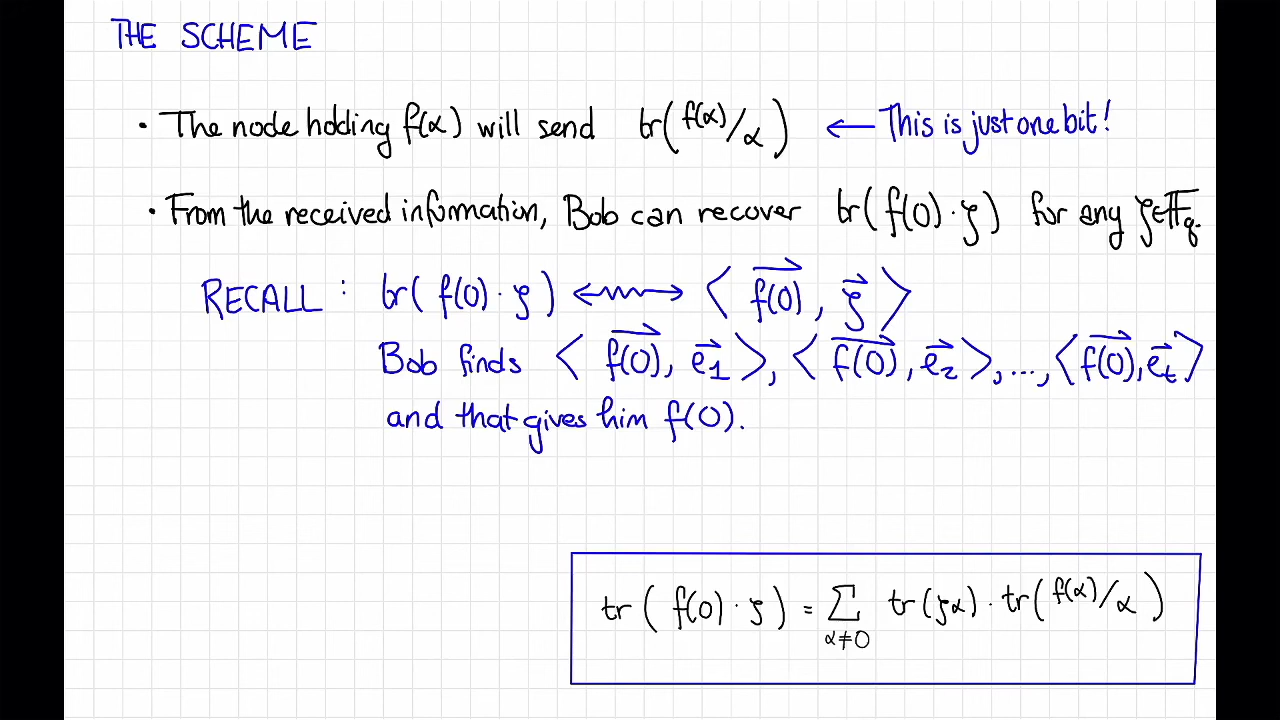 THE SCHEME
• The node holding f(α) will send tr(f(α)/α) ← This is just one bit!
• From the received information, Bob can recover tr(f(0)·ζ) for any ζ∈𝔽q.
RECALL: tr(f(0)·ζ) ↭ ⟨f(0)⃗, ζ⃗⟩
Bob finds ⟨f(0)⃗, e⃗₁⟩, ⟨f(0)⃗, e⃗₂⟩, ..., ⟨f(0)⃗, e⃗ₜ⟩
and that gives him f(0).
tr(f(0)·ζ) = Σ tr(ζα)·tr(f(α)/α)
α≠0